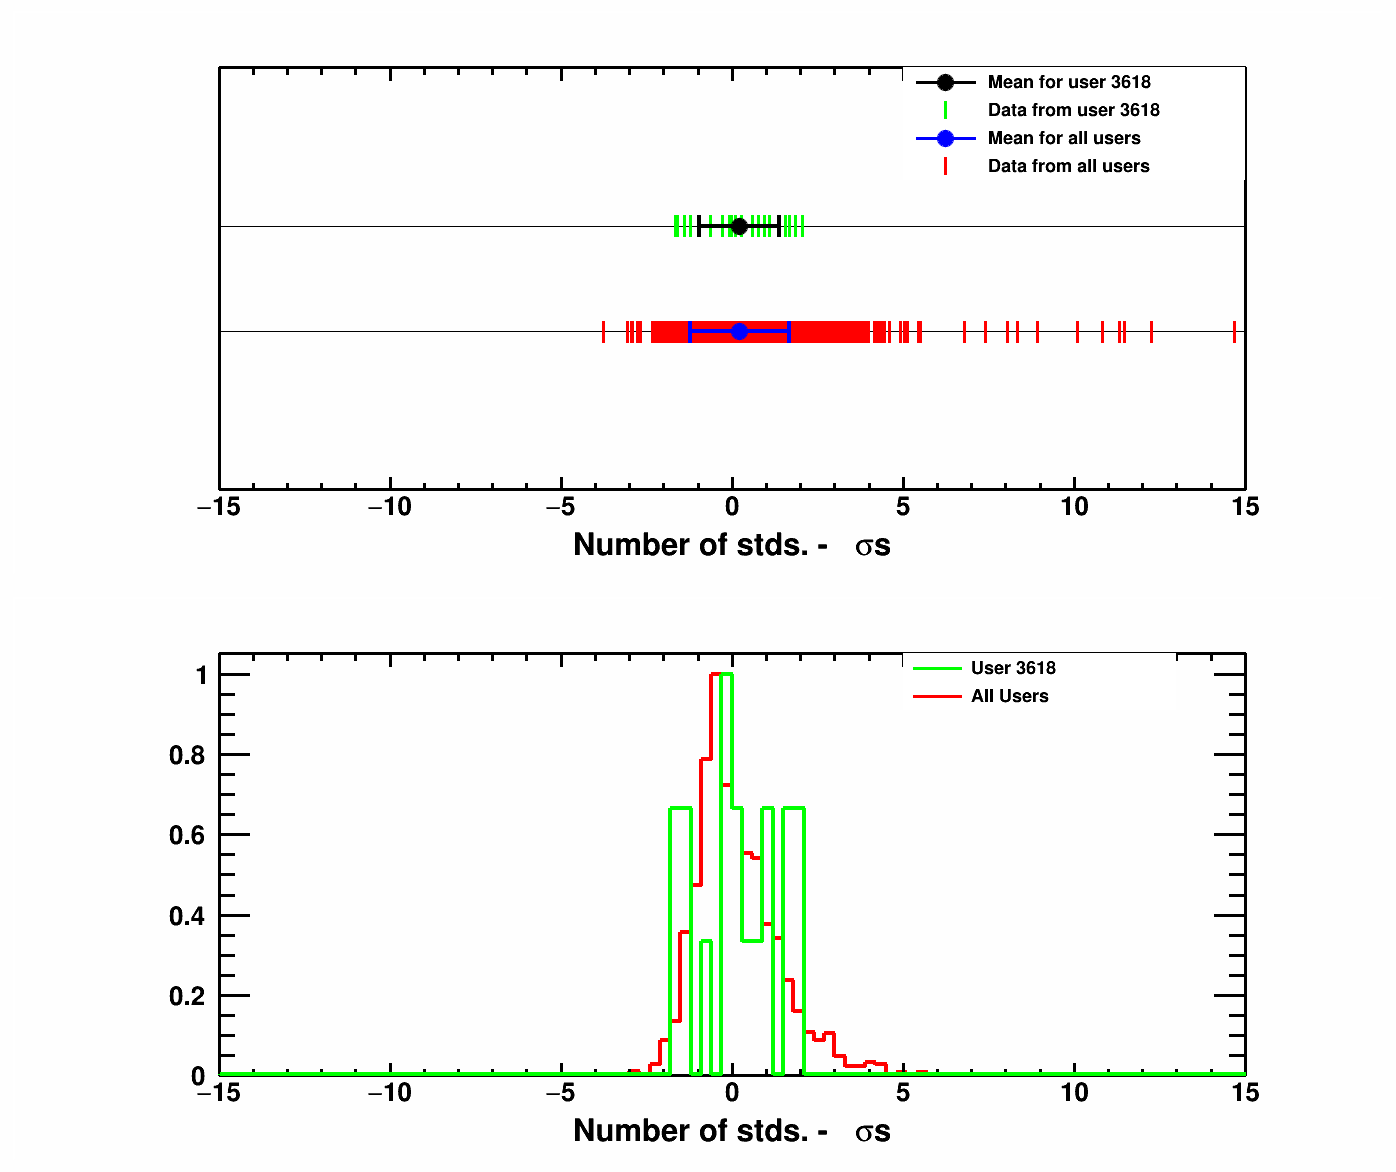 Mean for user 3618
Data from user 3618
Mean for all users
Data from all users
−15 −10 −5 0 5 10 15
Number of stds. - σs
User 3618
All Users
1
0.8
0.6
0.4
0.2
0
−15 −10 −5 0 5 10 15
Number of stds. - σs